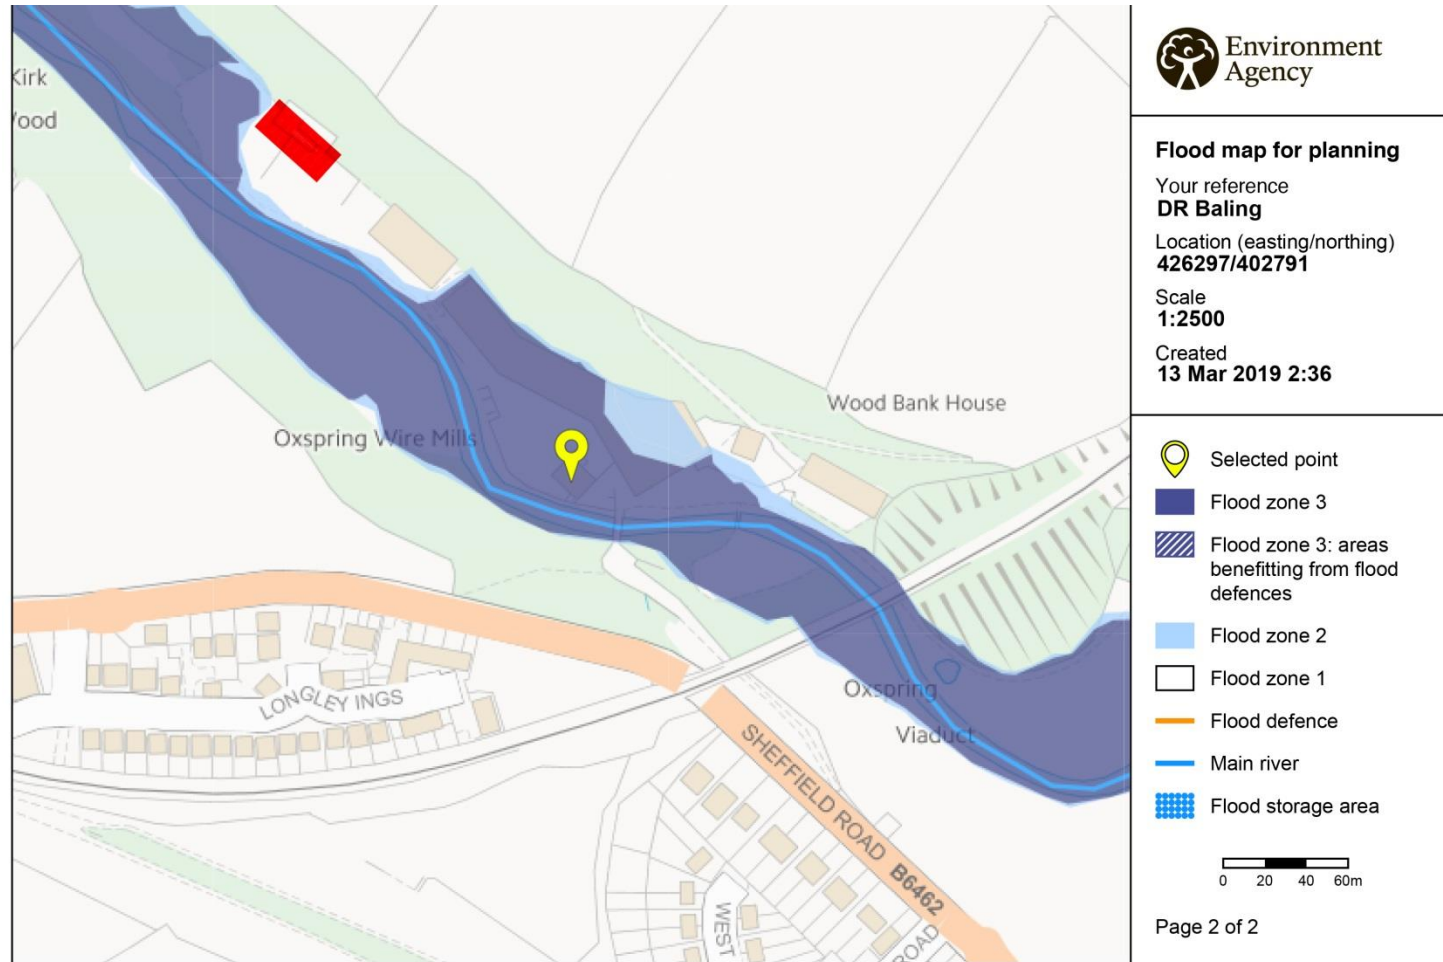 Kirk
Wood
Oxspring Wire Mills
Wood Bank House
LONGLEY INGS
Oxspring
Viaduct
SHEFFIELD ROAD B6462
WEST
ROAD
Environment
Agency
Flood map for planning
Your reference
DR Baling
Location (easting/northing)
426297/402791
Scale
1:2500
Created
13 Mar 2019 2:36
Selected point
Flood zone 3
Flood zone 3: areas
benefitting from flood
defences
Flood zone 2
Flood zone 1
Flood defence
Main river
Flood storage area
0 20 40 60m
Page 2 of 2